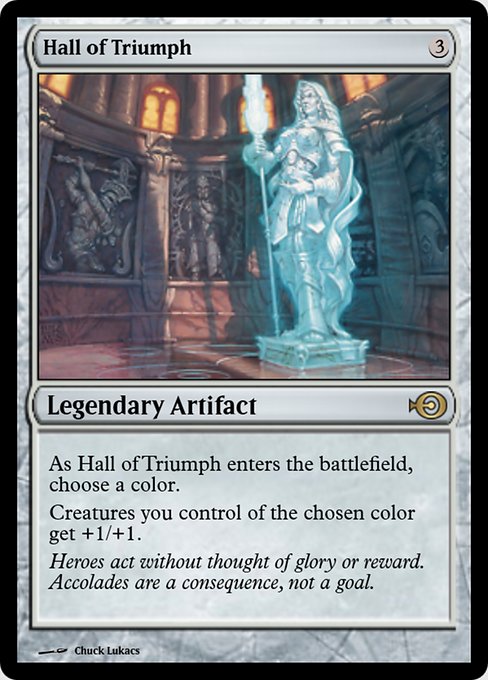 Hall of Triumph 3
Legendary Artifact
As Hall of Triumph enters the battlefield,
choose a color.
Creatures you control of the chosen color
get +1/+1.
Heroes act without thought of glory or reward.
Accolades are a consequence, not a goal.
Chuck Lukacs